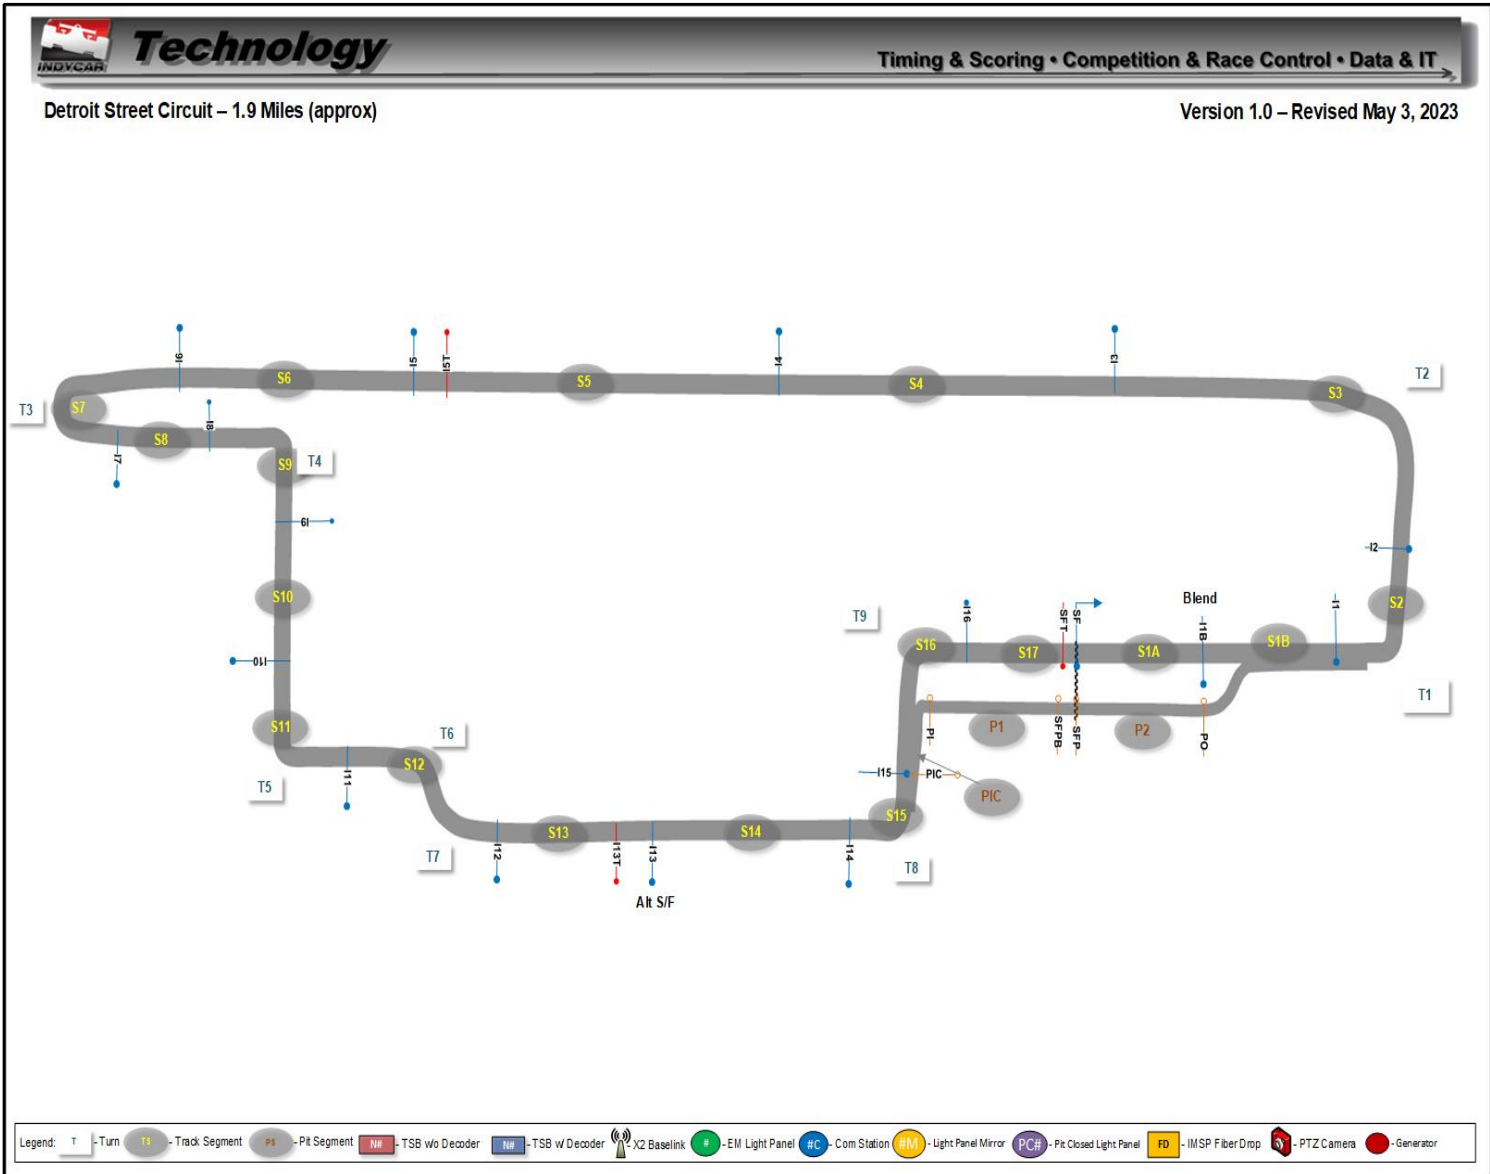 INDYCAR
Technology
Timing & Scoring • Competition & Race Control • Data & IT
Detroit Street Circuit – 1.9 Miles (approx)
Version 1.0 – Revised May 3, 2023
I6
I5
I5T
I4
I3
T2
S6
S5
S4
S3
T3
S7
I8
S8
I7
S9
T4
I9
I2
S10
Blend
S2
T9
I16
SFT
SF
I1B
I1
I10
S16
S17
S1A
S1B
T1
S11
T6
PI
P1
SFPB
SFP
P2
PO
T5
I11
S12
I15
PIC
PIC
S15
T7
I12
S13
I13T
I13
S14
I14
T8
Alt S/F
Legend:
T - Turn
TS - Track Segment
PS - Pit Segment
N# - TSB w/o Decoder
N# - TSB w/ Decoder
X2 Baselink
# - EM Light Panel
#C - Com Station
#M - Light Panel Mirror
PC# - Pit Closed Light Panel
FD - IMSP Fiber Drop
- PTZ Camera
- Generator